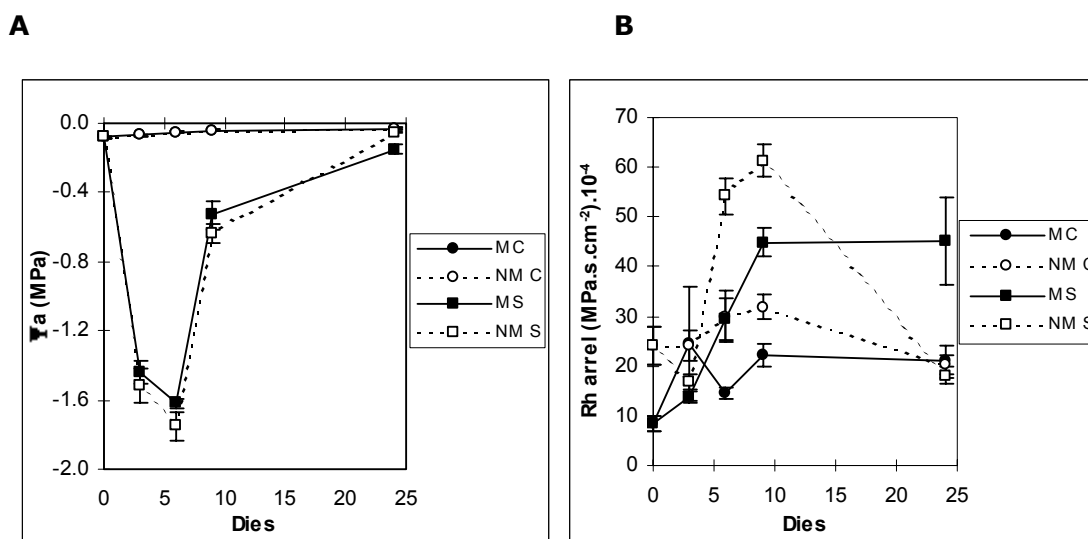 A
B
0.0
-0.4
-0.8
-1.2
-1.6
-2.0
Ψa (MPa)
0 5 10 15 20 25
Dies
MC
NM C
MS
NM S
70
60
50
40
30
20
10
0
Rh arrel (MPa.s.cm⁻²).10⁻⁴
0 5 10 15 20 25
Dies
MC
NM C
MS
NM S